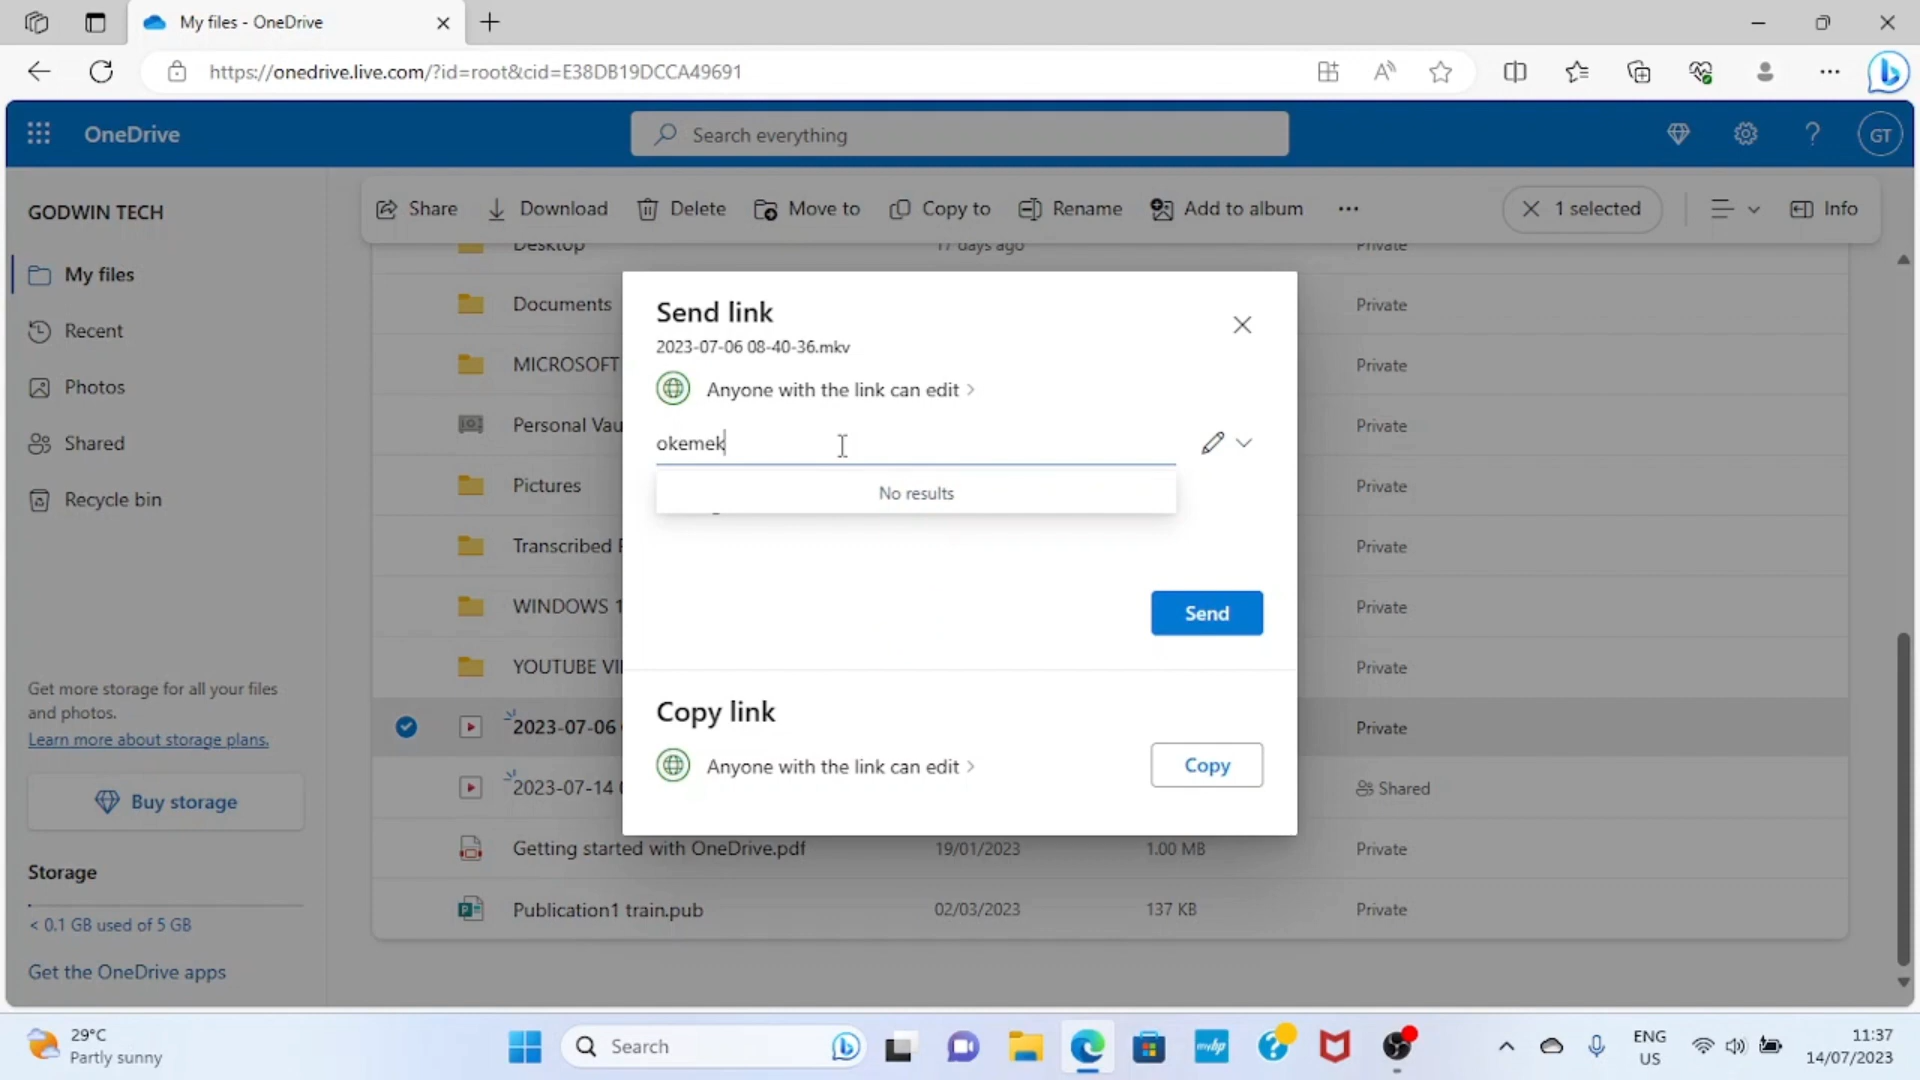 My files - OneDrive
https://onedrive.live.com/?id=root&cid=E38DB19DCCA49691
OneDrive
Search everything
GT
GODWIN TECH
My files
Recent
Photos
Shared
Recycle bin
Get more storage for all your files
and photos.
Learn more about storage plans.
Buy storage
Storage
< 0.1 GB used of 5 GB
Get the OneDrive apps
Share
Download
Delete
Move to
Copy to
Rename
Add to album
1 selected
Info
Desktop 17 days ago Private
Documents Private
MICROSOFT Private
Personal Vau Private
Pictures Private
Transcribed Private
WINDOWS 1 Private
YOUTUBE Private
2023-07-06 Private
2023-07-14 Shared
Getting started with OneDrive.pdf 19/01/2023 1.00 MB Private
Publication1 train.pub 02/03/2023 137 KB Private
Send link
2023-07-06 08-40-36.mkv
Anyone with the link can edit >
okemek
No results
Send
Copy link
Anyone with the link can edit >
Copy
29°C
Partly sunny
Search
myhp
ENG
US
11:37
14/07/2023